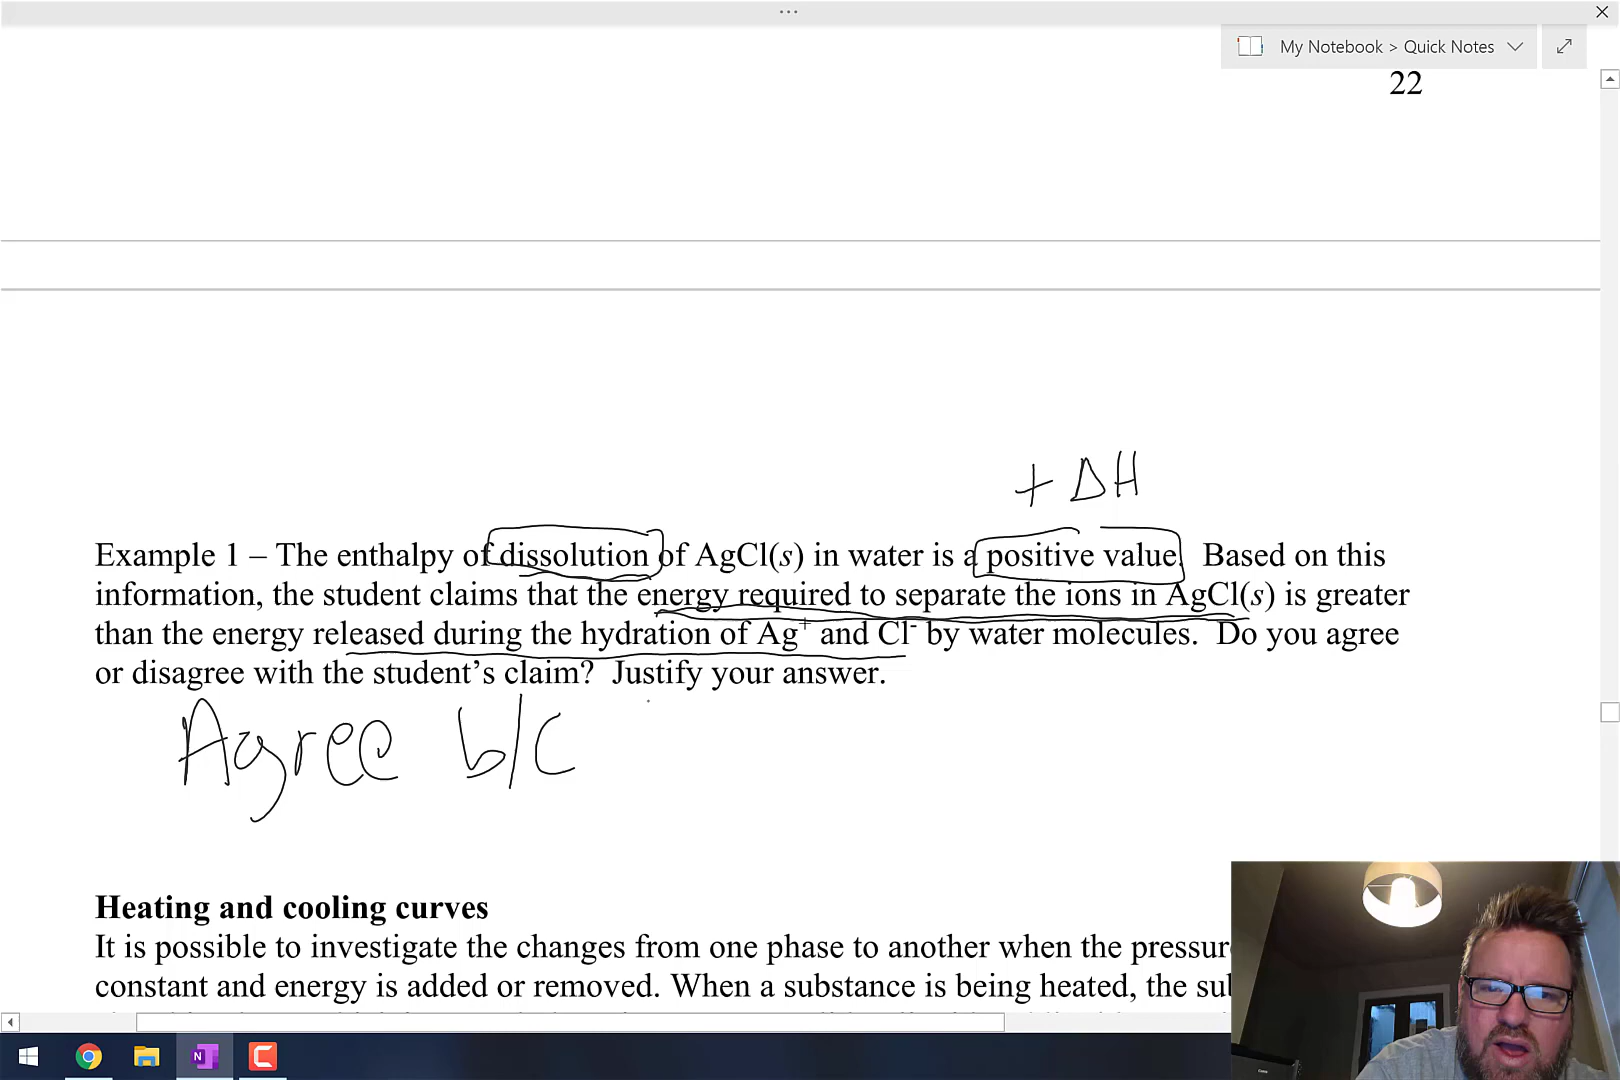 My Notebook > Quick Notes
22
+ ΔH
Example 1 – The enthalpy of dissolution of AgCl(s) in water is a positive value. Based on this
information, the student claims that the energy required to separate the ions in AgCl(s) is greater
than the energy released during the hydration of Ag⁺ and Cl⁻ by water molecules. Do you agree
or disagree with the student's claim? Justify your answer.
Agree b/c
Heating and cooling curves
It is possible to investigate the changes from one phase to another when the
constant and energy is added or removed. When a substance is being heated, the